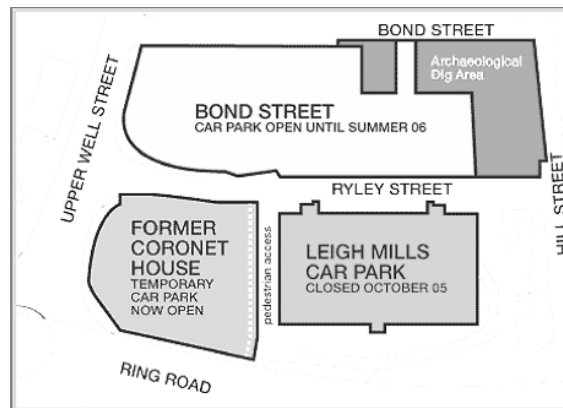 BOND STREET
Archaeological
Dig Area
BOND STREET
CAR PARK OPEN UNTIL SUMMER 06
UPPER WELL STREET
RYLEY STREET
HILL STREET
FORMER
CORONET
HOUSE
TEMPORARY
CAR PARK
NOW OPEN
pedestrian access
LEIGH MILLS
CAR PARK
CLOSED OCTOBER 05
RING ROAD